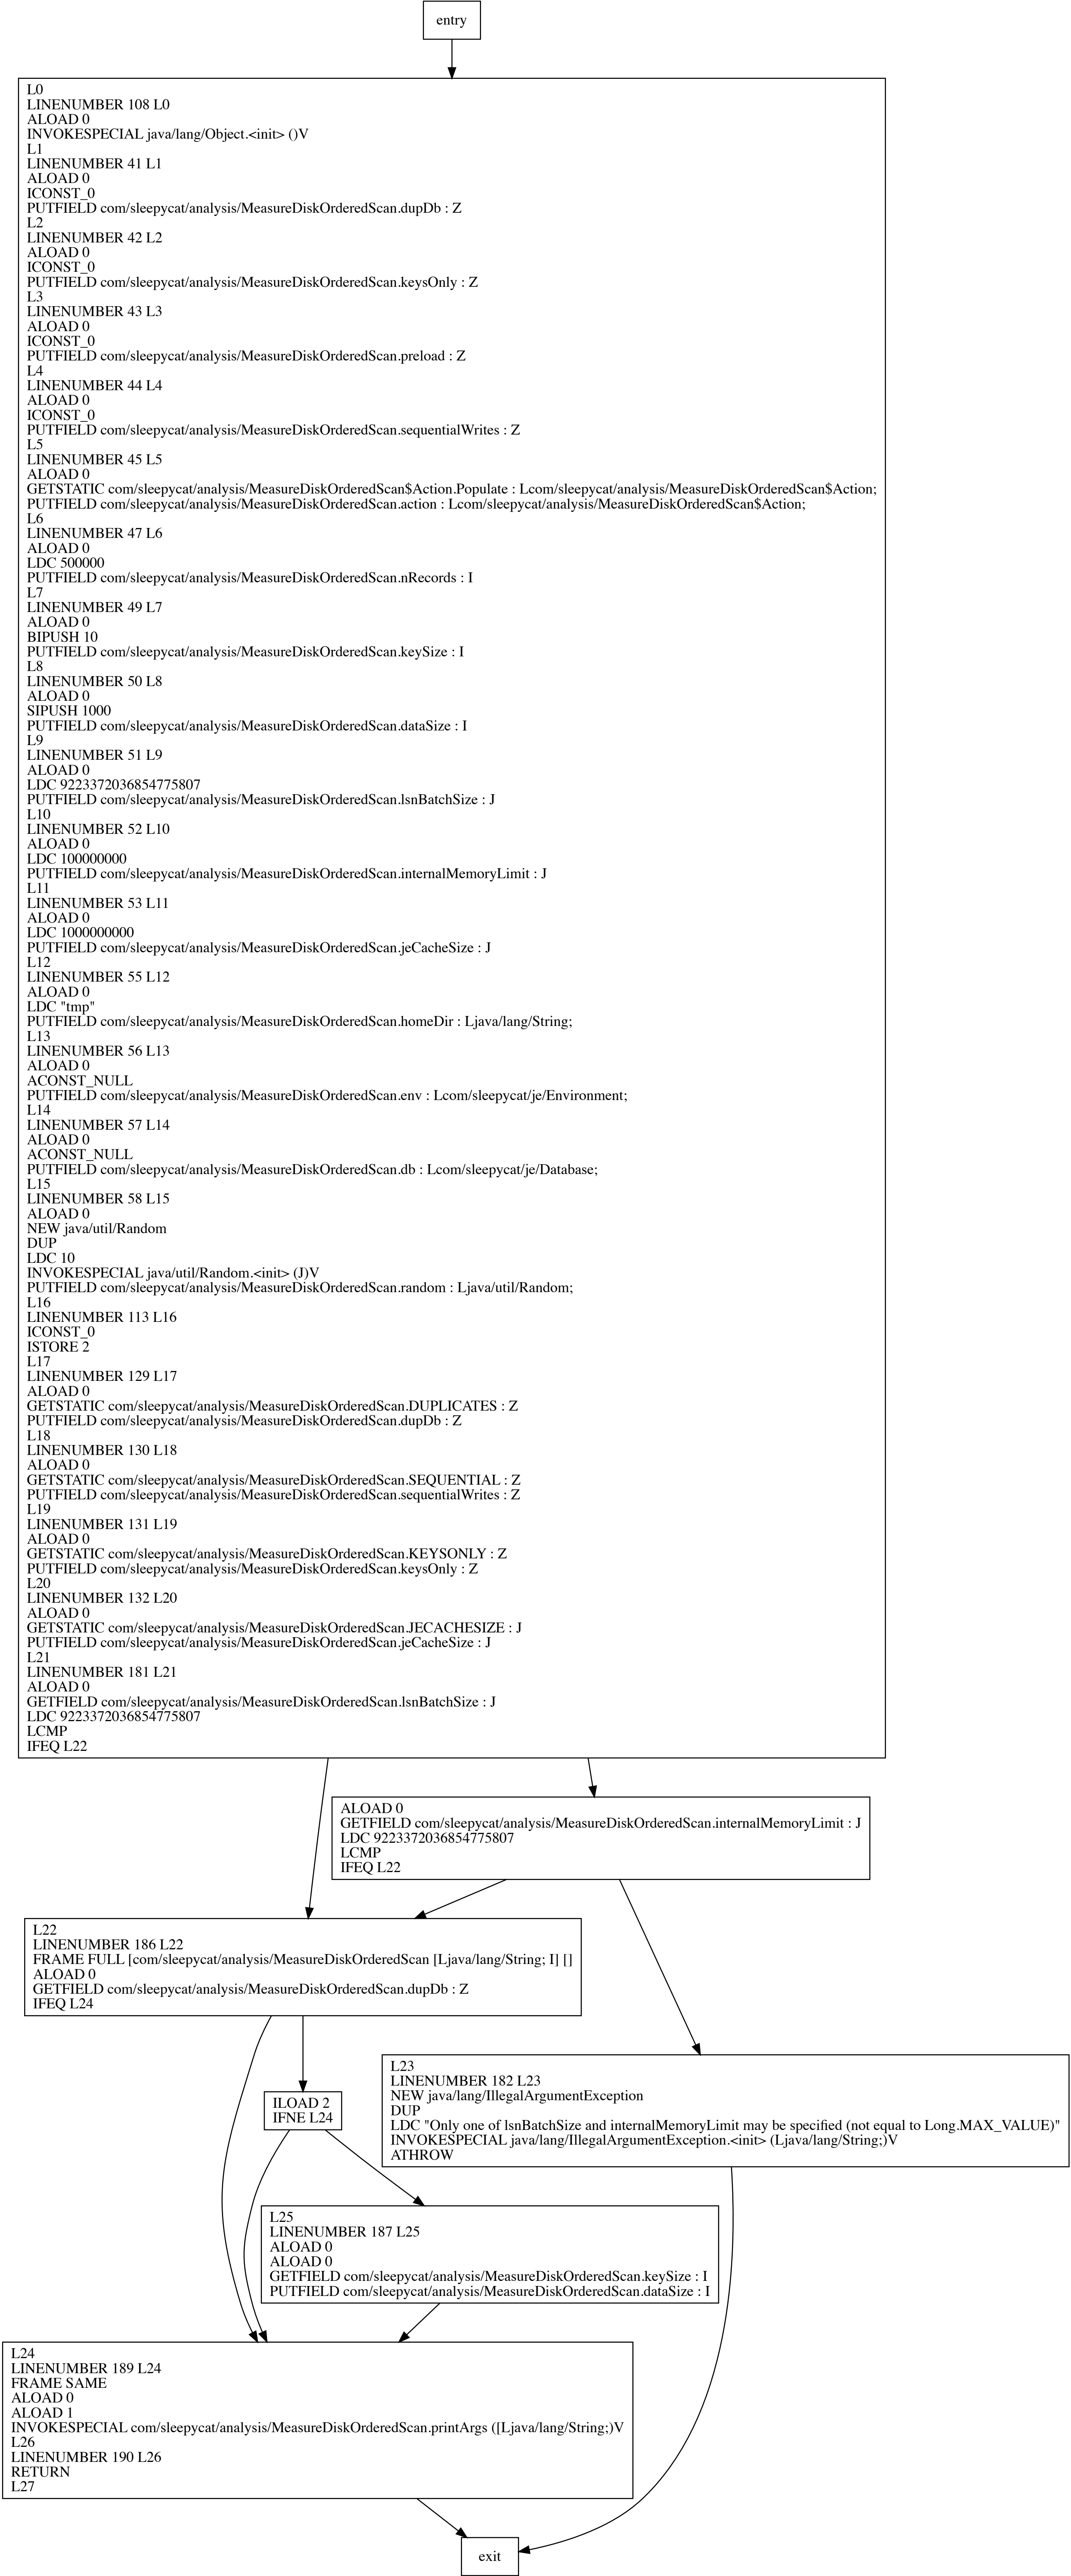 entry
L0
LINENUMBER 108 L0
ALOAD 0
INVOKESPECIAL java/lang/Object.<init> ()V
L1
LINENUMBER 41 L1
ALOAD 0
ICONST_0
PUTFIELD com/sleepycat/analysis/MeasureDiskOrderedScan.dupDb : Z
L2
LINENUMBER 42 L2
ALOAD 0
ICONST_0
PUTFIELD com/sleepycat/analysis/MeasureDiskOrderedScan.keysOnly : Z
L3
LINENUMBER 43 L3
ALOAD 0
ICONST_0
PUTFIELD com/sleepycat/analysis/MeasureDiskOrderedScan.preload : Z
L4
LINENUMBER 44 L4
ALOAD 0
ICONST_0
PUTFIELD com/sleepycat/analysis/MeasureDiskOrderedScan.sequentialWrites : Z
L5
LINENUMBER 45 L5
ALOAD 0
GETSTATIC com/sleepycat/analysis/MeasureDiskOrderedScan$Action.Populate : Lcom/sleepycat/analysis/MeasureDiskOrderedScan$Action;
PUTFIELD com/sleepycat/analysis/MeasureDiskOrderedScan.action : Lcom/sleepycat/analysis/MeasureDiskOrderedScan$Action;
L6
LINENUMBER 47 L6
ALOAD 0
LDC 500000
PUTFIELD com/sleepycat/analysis/MeasureDiskOrderedScan.nRecords : I
L7
LINENUMBER 49 L7
ALOAD 0
BIPUSH 10
PUTFIELD com/sleepycat/analysis/MeasureDiskOrderedScan.keySize : I
L8
LINENUMBER 50 L8
ALOAD 0
SIPUSH 1000
PUTFIELD com/sleepycat/analysis/MeasureDiskOrderedScan.dataSize : I
L9
LINENUMBER 51 L9
ALOAD 0
LDC 9223372036854775807
PUTFIELD com/sleepycat/analysis/MeasureDiskOrderedScan.lsnBatchSize : J
L10
LINENUMBER 52 L10
ALOAD 0
LDC 100000000
PUTFIELD com/sleepycat/analysis/MeasureDiskOrderedScan.internalMemoryLimit : J
L11
LINENUMBER 53 L11
ALOAD 0
LDC 1000000000
PUTFIELD com/sleepycat/analysis/MeasureDiskOrderedScan.jeCacheSize : J
L12
LINENUMBER 55 L12
ALOAD 0
LDC "tmp"
PUTFIELD com/sleepycat/analysis/MeasureDiskOrderedScan.homeDir : Ljava/lang/String;
L13
LINENUMBER 56 L13
ALOAD 0
ACONST_NULL
PUTFIELD com/sleepycat/analysis/MeasureDiskOrderedScan.env : Lcom/sleepycat/je/Environment;
L14
LINENUMBER 57 L14
ALOAD 0
ACONST_NULL
PUTFIELD com/sleepycat/analysis/MeasureDiskOrderedScan.db : Lcom/sleepycat/je/Database;
L15
LINENUMBER 58 L15
ALOAD 0
NEW java/util/Random
DUP
LDC 10
INVOKESPECIAL java/util/Random.<init> (J)V
PUTFIELD com/sleepycat/analysis/MeasureDiskOrderedScan.random : Ljava/util/Random;
L16
LINENUMBER 113 L16
ICONST_0
ISTORE 2
L17
LINENUMBER 129 L17
ALOAD 0
GETSTATIC com/sleepycat/analysis/MeasureDiskOrderedScan.DUPLICATES : Z
PUTFIELD com/sleepycat/analysis/MeasureDiskOrderedScan.dupDb : Z
L18
LINENUMBER 130 L18
ALOAD 0
GETSTATIC com/sleepycat/analysis/MeasureDiskOrderedScan.SEQUENTIAL : Z
PUTFIELD com/sleepycat/analysis/MeasureDiskOrderedScan.sequentialWrites : Z
L19
LINENUMBER 131 L19
ALOAD 0
GETSTATIC com/sleepycat/analysis/MeasureDiskOrderedScan.KEYSONLY : Z
PUTFIELD com/sleepycat/analysis/MeasureDiskOrderedScan.keysOnly : Z
L20
LINENUMBER 132 L20
ALOAD 0
GETSTATIC com/sleepycat/analysis/MeasureDiskOrderedScan.JECACHESIZE : J
PUTFIELD com/sleepycat/analysis/MeasureDiskOrderedScan.jeCacheSize : J
L21
LINENUMBER 181 L21
ALOAD 0
GETFIELD com/sleepycat/analysis/MeasureDiskOrderedScan.lsnBatchSize : J
LDC 9223372036854775807
LCMP
IFEQ L22
ALOAD 0
GETFIELD com/sleepycat/analysis/MeasureDiskOrderedScan.internalMemoryLimit : J
LDC 9223372036854775807
LCMP
IFEQ L22
L22
LINENUMBER 186 L22
FRAME FULL [com/sleepycat/analysis/MeasureDiskOrderedScan [Ljava/lang/String; I] []
ALOAD 0
GETFIELD com/sleepycat/analysis/MeasureDiskOrderedScan.dupDb : Z
IFEQ L24
L23
LINENUMBER 182 L23
NEW java/lang/IllegalArgumentException
DUP
LDC "Only one of lsnBatchSize and internalMemoryLimit may be specified (not equal to Long.MAX_VALUE)"
INVOKESPECIAL java/lang/IllegalArgumentException.<init> (Ljava/lang/String;)V
ATHROW
ILOAD 2
IFNE L24
L25
LINENUMBER 187 L25
ALOAD 0
ALOAD 0
GETFIELD com/sleepycat/analysis/MeasureDiskOrderedScan.keySize : I
PUTFIELD com/sleepycat/analysis/MeasureDiskOrderedScan.dataSize : I
L24
LINENUMBER 189 L24
FRAME SAME
ALOAD 0
ALOAD 1
INVOKESPECIAL com/sleepycat/analysis/MeasureDiskOrderedScan.printArgs ([Ljava/lang/String;)V
L26
LINENUMBER 190 L26
RETURN
L27
exit